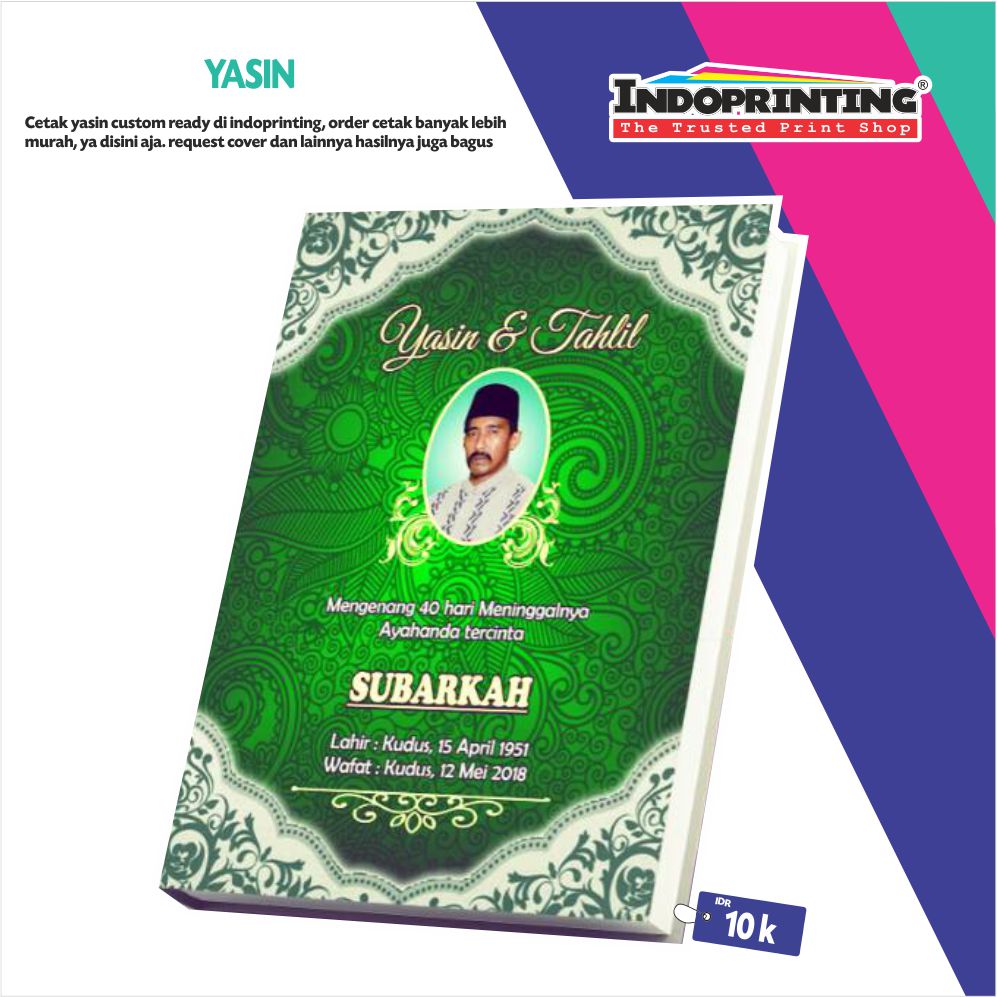 YASIN
Cetak yasin custom ready di indoprinting, order cetak banyak lebih
murah, ya disini aja. request cover dan lainnya hasilnya juga bagus
INDOPRINTING®
The Trusted Print Shop
Yasin & Tahlil
Mengenang 40 hari Meninggalnya
Ayahanda tercinta
SUBARKAH
Lahir : Kudus, 15 April 1951
Wafat : Kudus, 12 Mei 2018
IDR
10 k